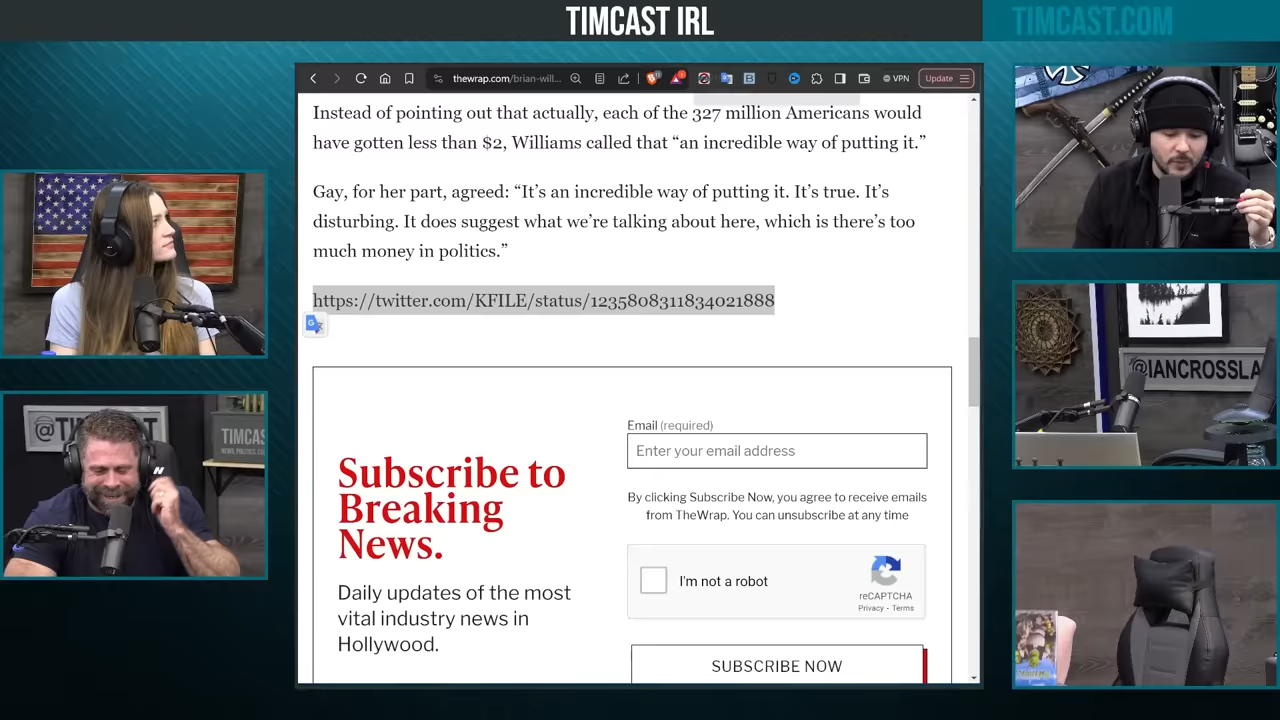 TIMCAST IRL
TIMCAST.COM
thewrap.com/brian-will...
VPN
Update
Instead of pointing out that actually, each of the 327 million Americans would
have gotten less than $2, Williams called that “an incredible way of putting it.”
Gay, for her part, agreed: “It’s an incredible way of putting it. It’s true. It’s
disturbing. It does suggest what we’re talking about here, which is there’s too
much money in politics.”
https://twitter.com/KFILE/status/1235808311834021888
Subscribe to
Breaking
News.
Daily updates of the most
vital industry news in
Hollywood.
Email (required)
Enter your email address
By clicking Subscribe Now, you agree to receive emails
from TheWrap. You can unsubscribe at any time
I'm not a robot
reCAPTCHA
Privacy - Terms
SUBSCRIBE NOW
@IANCROSSLA
TIMCAS